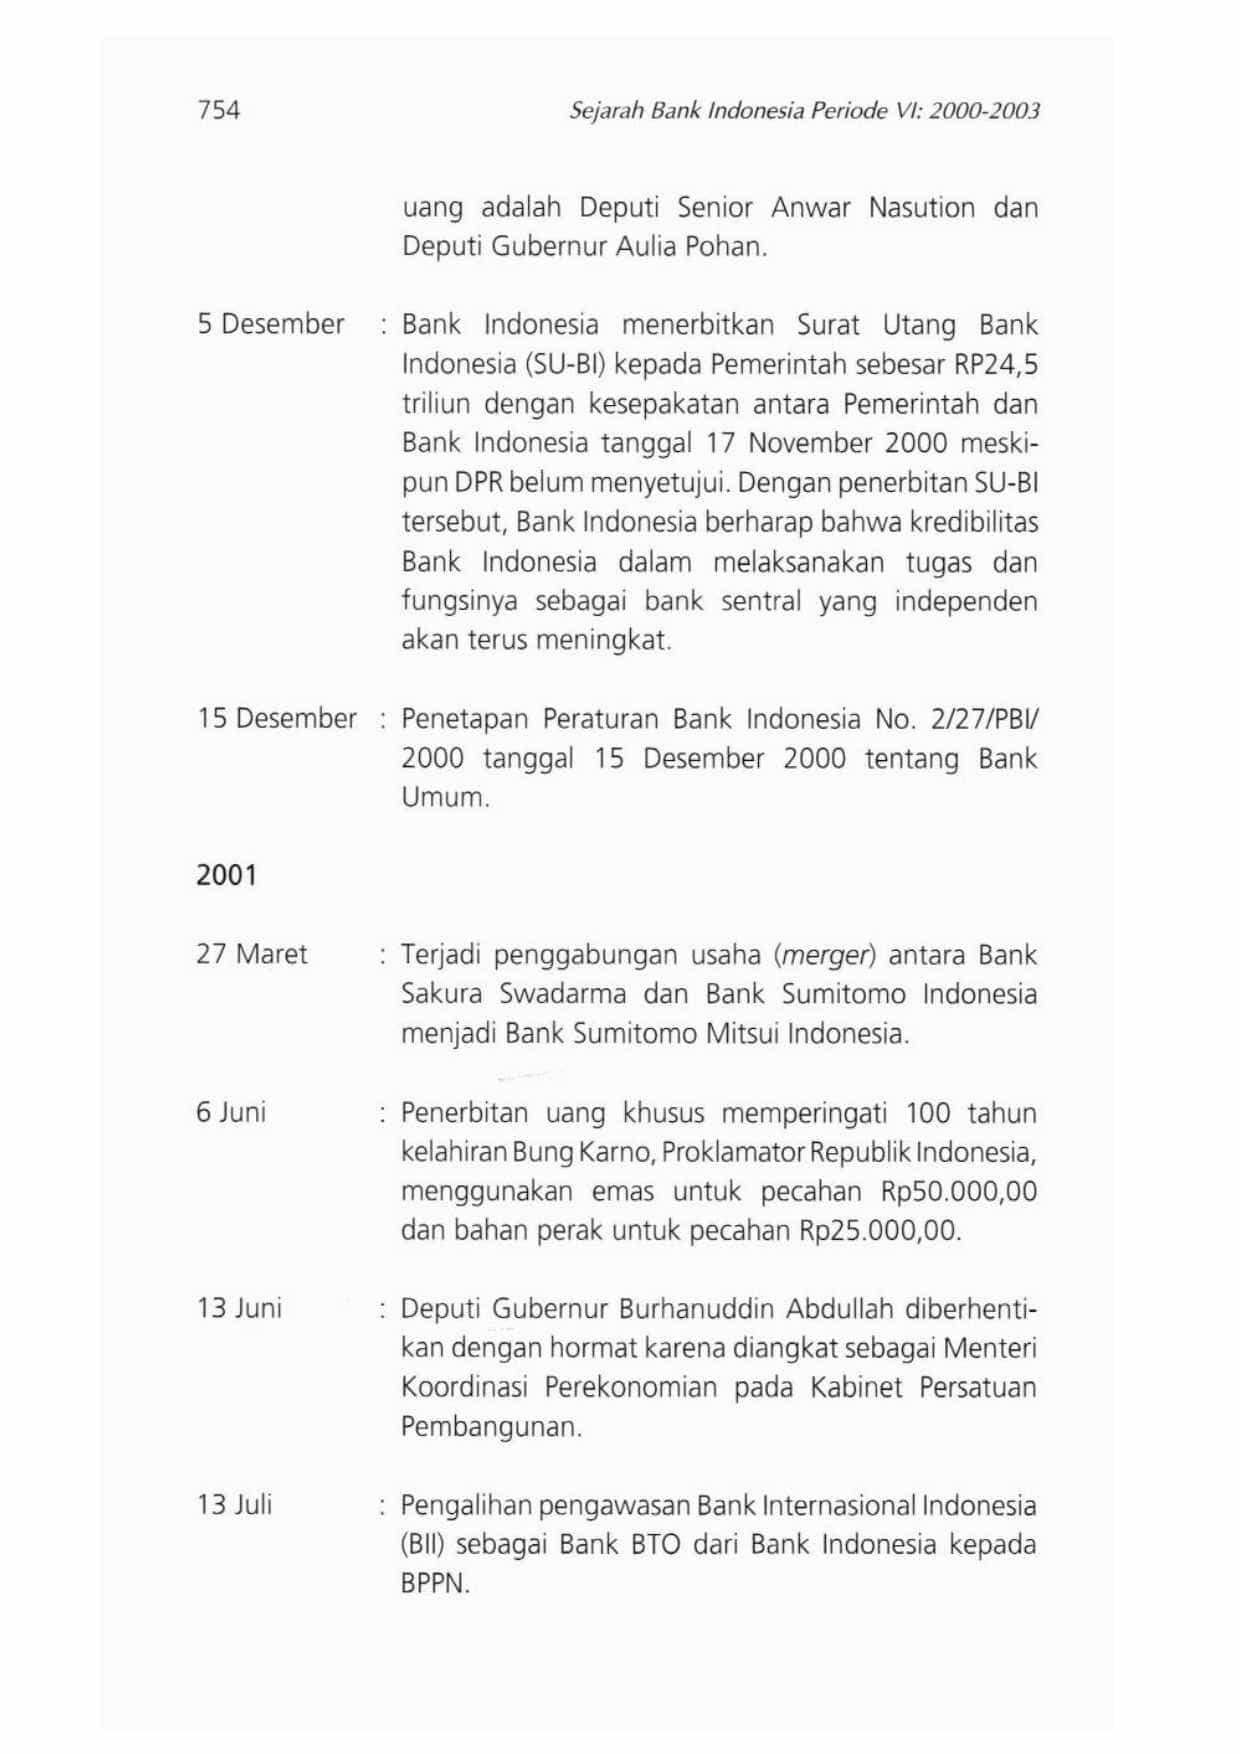 754 Sejarah Bank Indonesia Periode VI: 2000-2003
uang adalah Deputi Senior Anwar Nasution dan
Deputi Gubernur Aulia Pohan.
5 Desember : Bank Indonesia menerbitkan Surat Utang Bank
Indonesia (SU-BI) kepada Pemerintah sebesar RP24,5
triliun dengan kesepakatan antara Pemerintah dan
Bank Indonesia tanggal 17 November 2000 meski-
pun DPR belum menyetujui. Dengan penerbitan SU-BI
tersebut, Bank Indonesia berharap bahwa kredibilitas
Bank Indonesia dalam melaksanakan tugas dan
fungsinya sebagai bank sentral yang independen
akan terus meningkat.
15 Desember : Penetapan Peraturan Bank Indonesia No. 2/27/PBI/
2000 tanggal 15 Desember 2000 tentang Bank
Umum.
2001
27 Maret : Terjadi penggabungan usaha (merger) antara Bank
Sakura Swadarma dan Bank Sumitomo Indonesia
menjadi Bank Sumitomo Mitsui Indonesia.
6 Juni : Penerbitan uang khusus memperingati 100 tahun
kelahiran Bung Karno, Proklamator Republik Indonesia,
menggunakan emas untuk pecahan Rp50.000,00
dan bahan perak untuk pecahan Rp25.000,00.
13 Juni : Deputi Gubernur Burhanuddin Abdullah diberhenti-
kan dengan hormat karena diangkat sebagai Menteri
Koordinasi Perekonomian pada Kabinet Persatuan
Pembangunan.
13 Juli : Pengalihan pengawasan Bank Internasional Indonesia
(BII) sebagai Bank BTO dari Bank Indonesia kepada
BPPN.